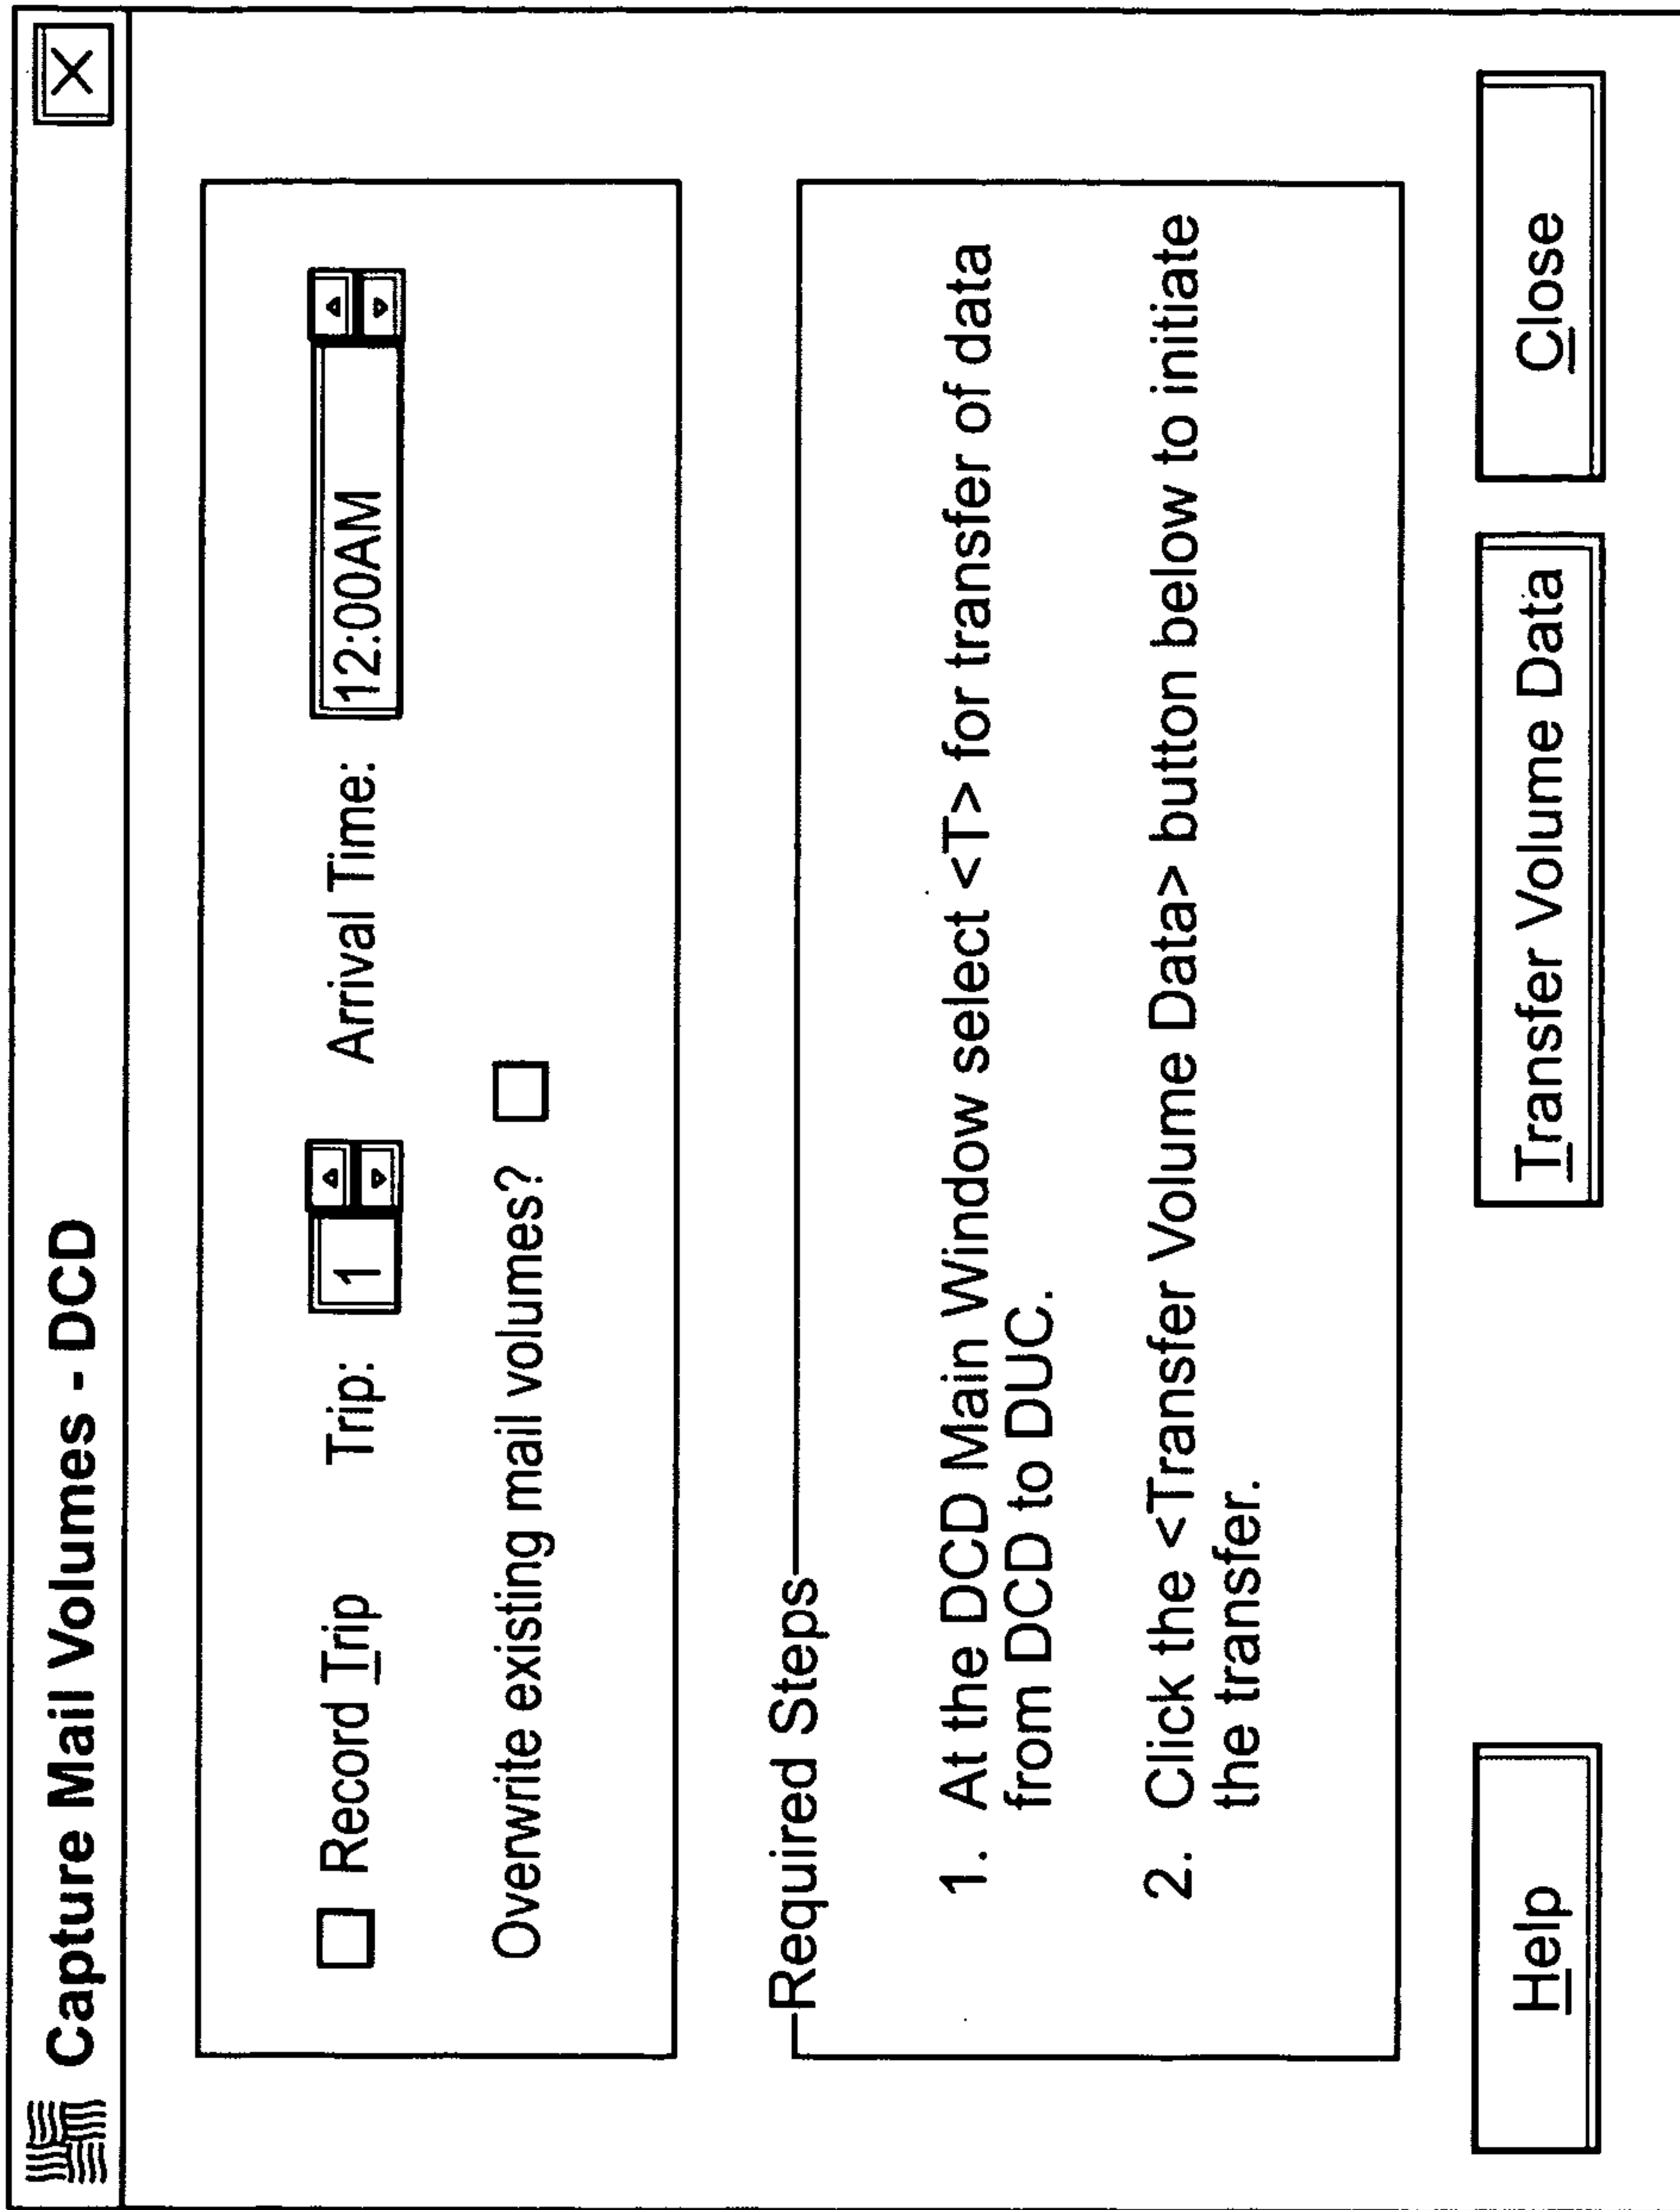 Capture Mail Volumes - DCD
X
Record Trip Trip: 1 Arrival Time: 12:00AM
Overwrite existing mail volumes?
Required Steps
1. At the DCD Main Window select <T> for transfer of data
from DCD to DUC.
2. Click the <Transfer Volume Data> button below to initiate
the transfer.
Help Transfer Volume Data Close